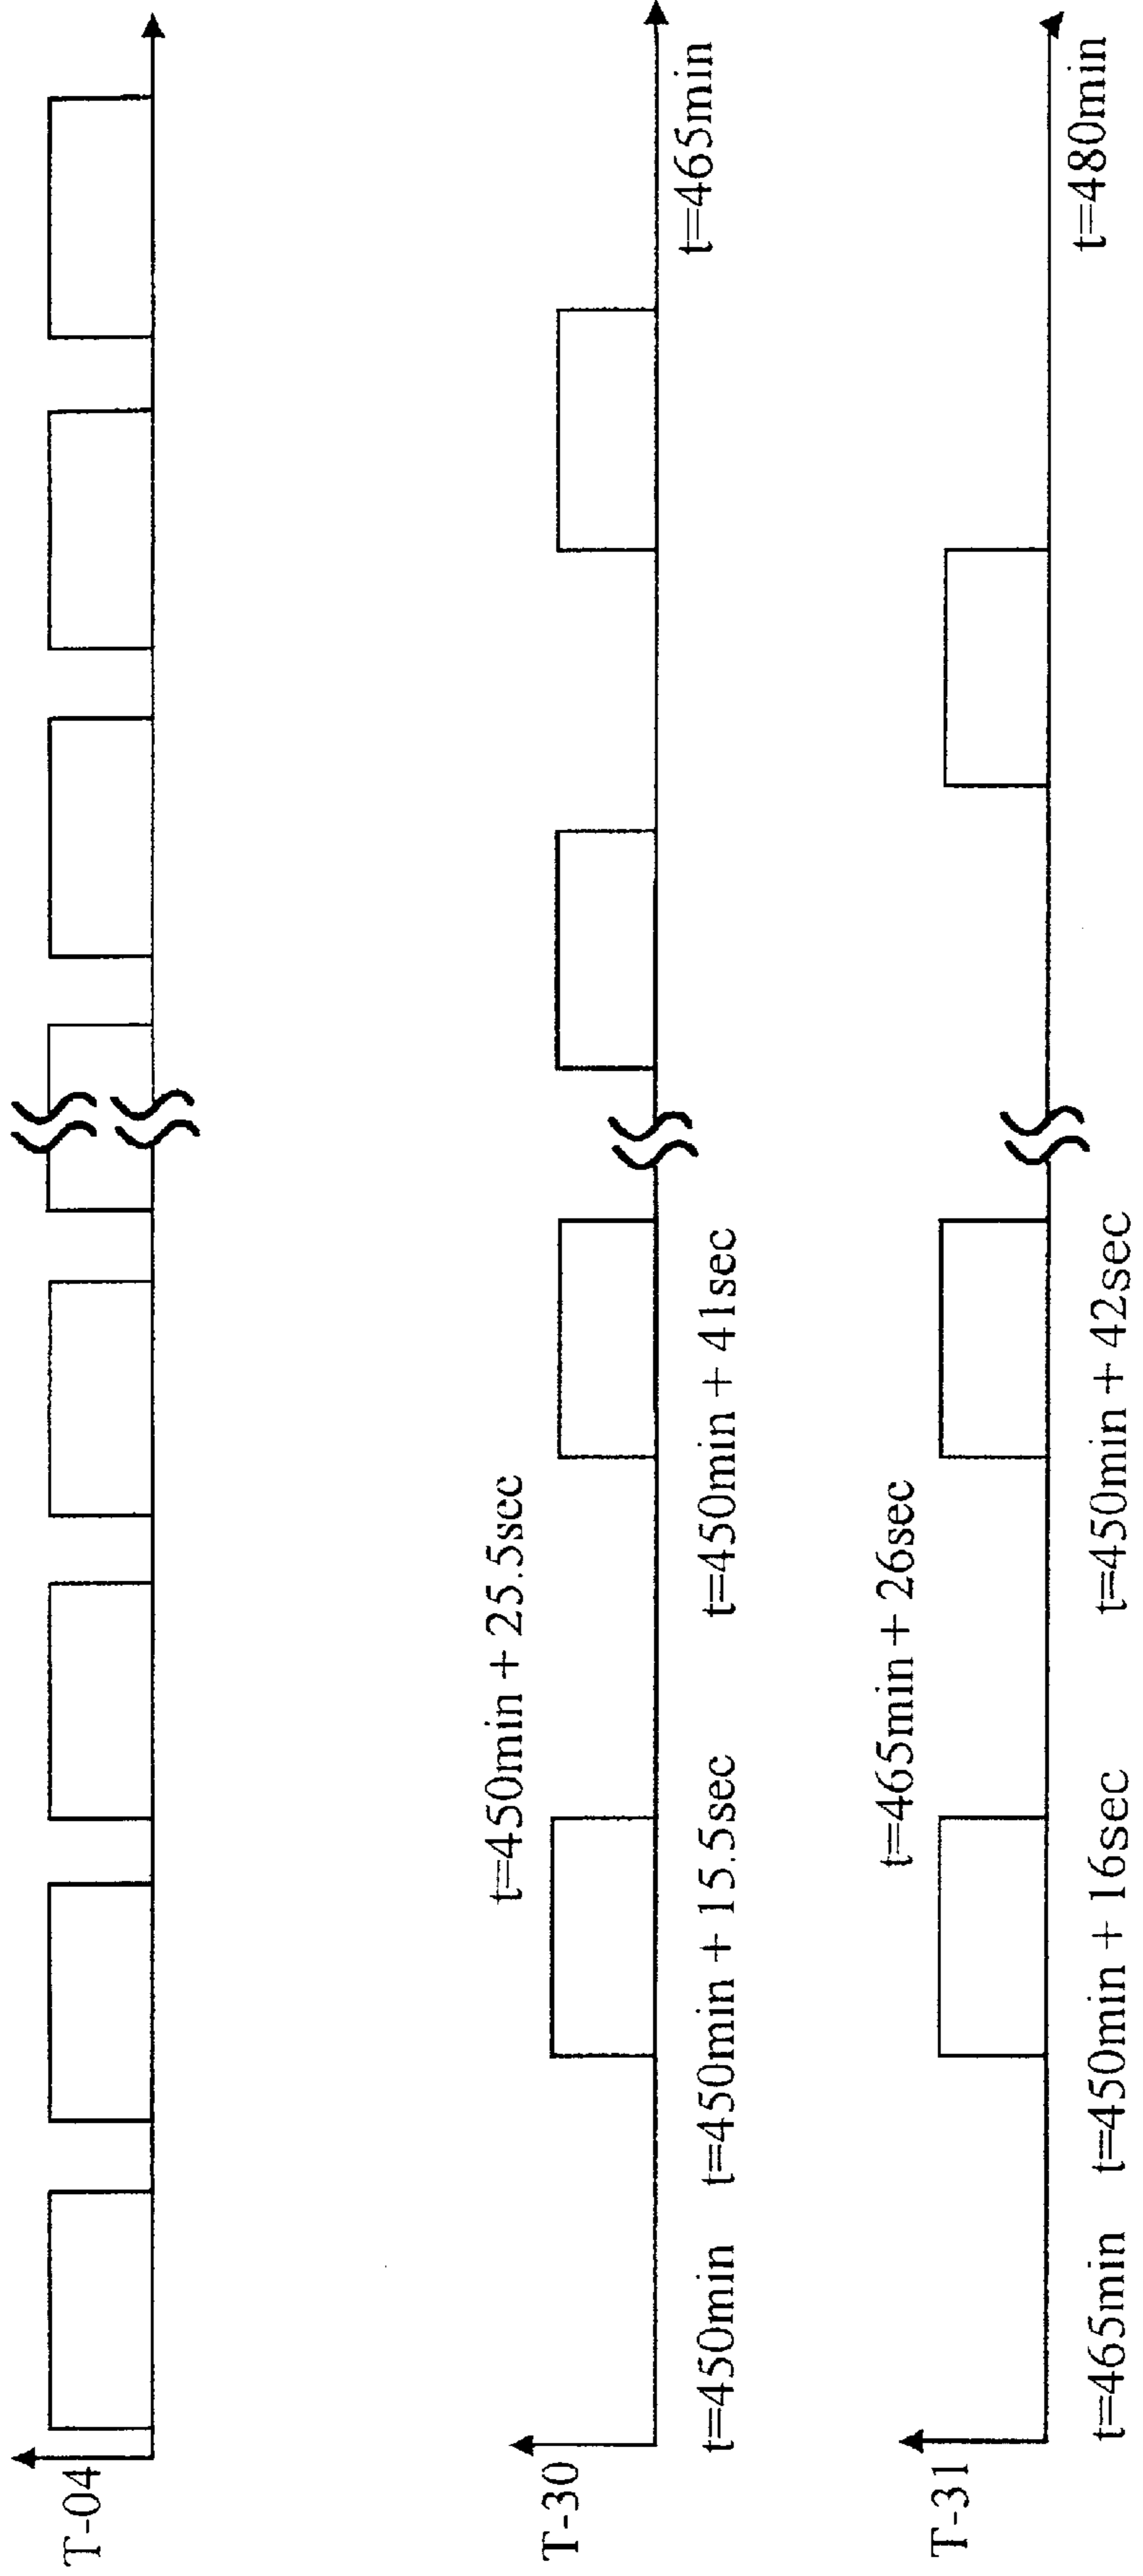 T-04
T-30
t=450min + 25.5sec
t=450min
t=450min + 15.5sec
t=450min + 41sec
t=465min
T-31
t=465min + 26sec
t=465min
t=450min + 16sec
t=450min + 42sec
t=480min